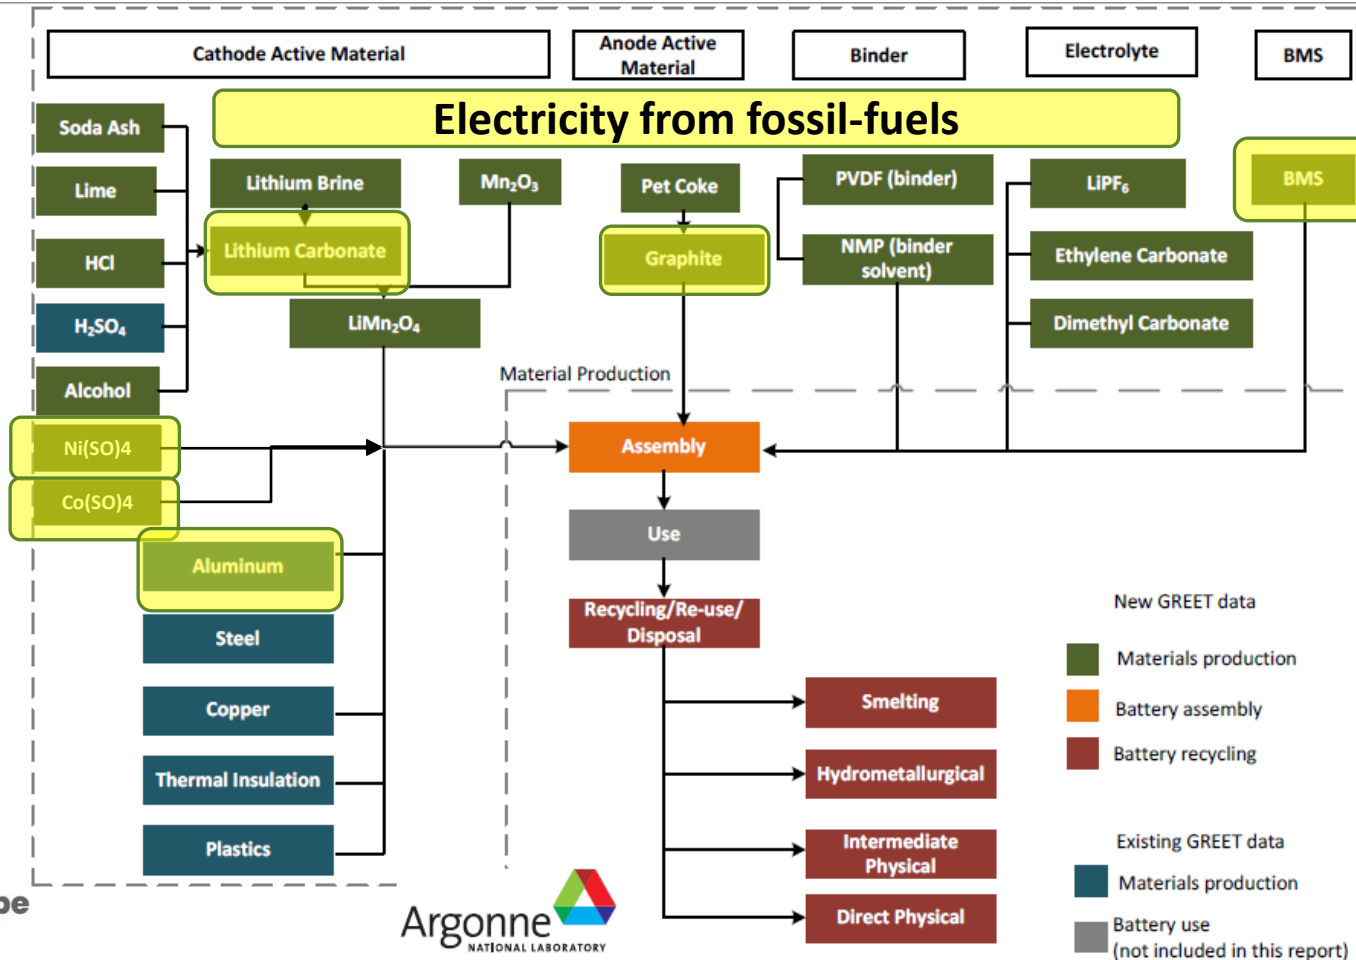 Cathode Active Material
Anode Active
Material
Binder
Electrolyte
BMS
Electricity from fossil-fuels
Soda Ash
Lime
HCl
H₂SO₄
Alcohol
Ni(SO)4
Co(SO)4
Lithium Brine
Mn₂O₃
Lithium Carbonate
LiMn₂O₄
Pet Coke
Graphite
PVDF (binder)
NMP (binder
solvent)
LiPF₆
Ethylene Carbonate
Dimethyl Carbonate
BMS
Material Production
Aluminum
Steel
Copper
Thermal Insulation
Plastics
Assembly
Use
Recycling/Re-use/
Disposal
Smelting
Hydrometallurgical
Intermediate
Physical
Direct Physical
New GREET data
Materials production
Battery assembly
Battery recycling
Existing GREET data
Materials production
Battery use
(not included in this report)
Argonne
NATIONAL LABORATORY